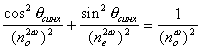 cos² θ_синх / (n_o^{2ω})² + sin² θ_синх / (n_e^{2ω})² = 1 / (n_o^{ω})²